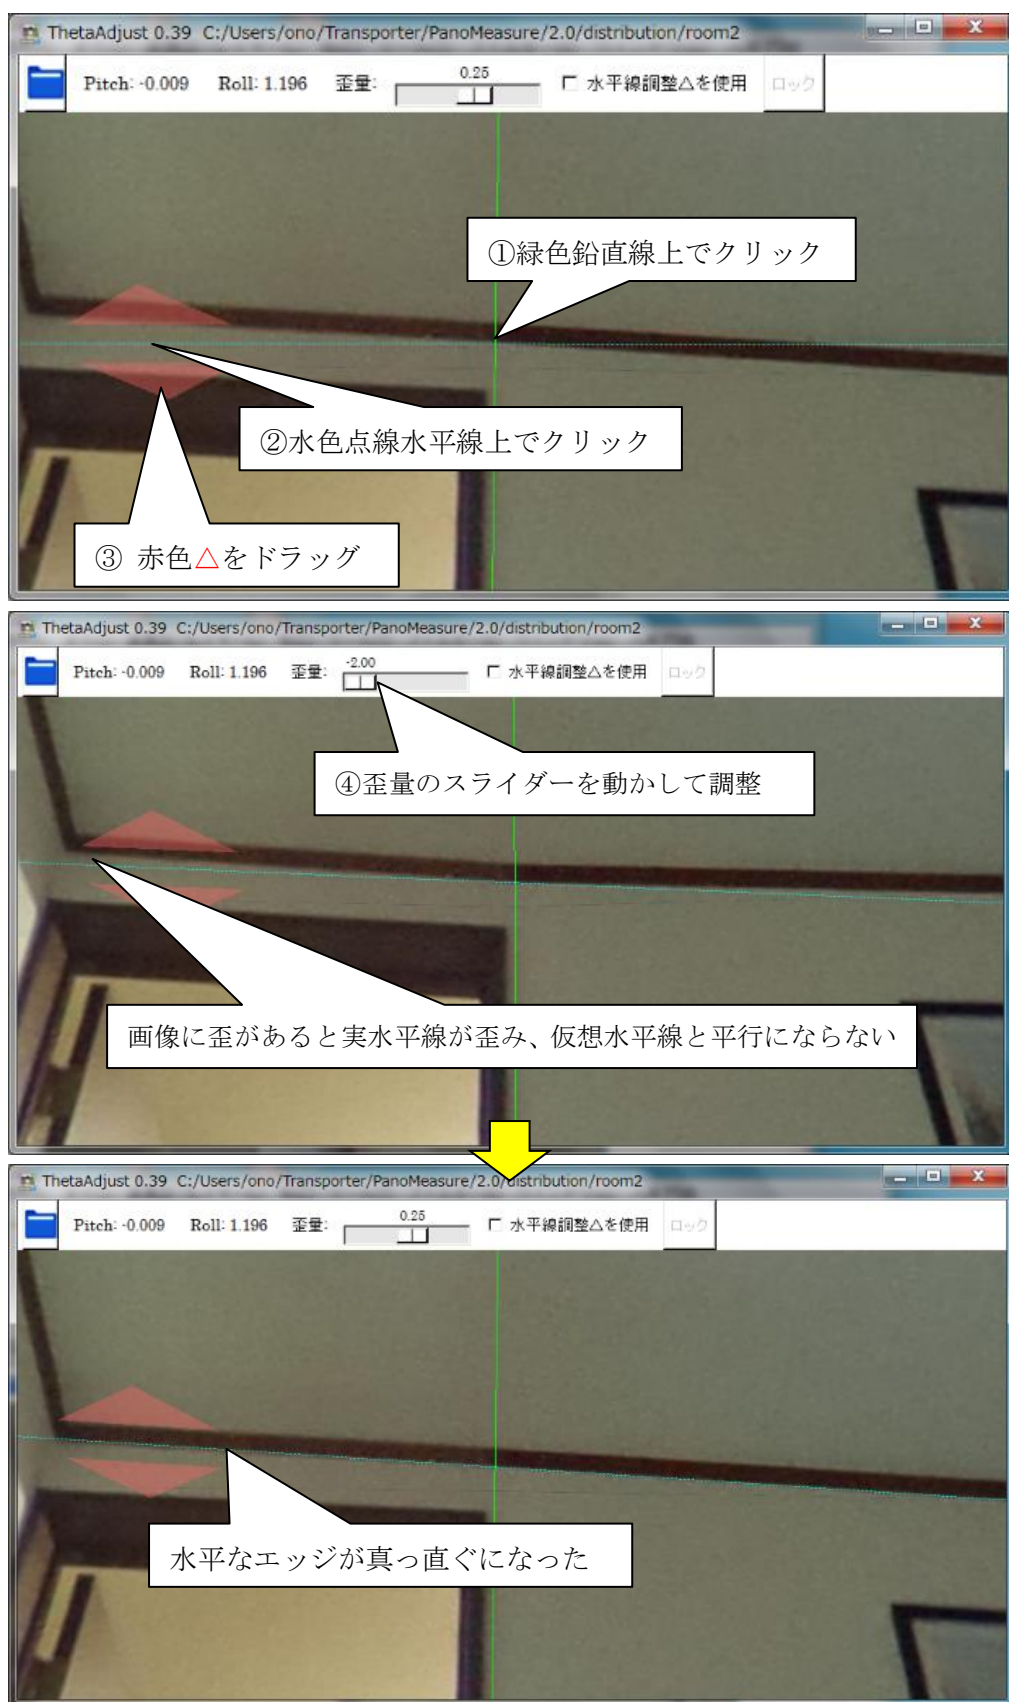 ThetaAdjust 0.39 C:/Users/ono/Transporter/PanoMeasure/2.0/distribution/room2
Pitch: -0.009 Roll: 1.196 歪量: 0.25 水平線調整△を使用 ロック
①緑色鉛直線上でクリック
②水色点線水平線上でクリック
③ 赤色△をドラッグ
ThetaAdjust 0.39 C:/Users/ono/Transporter/PanoMeasure/2.0/distribution/room2
Pitch: -0.009 Roll: 1.196 歪量: -2.00 水平線調整△を使用 ロック
④歪量のスライダーを動かして調整
画像に歪があると実水平線が歪み、仮想水平線と平行にならない
ThetaAdjust 0.39 C:/Users/ono/Transporter/PanoMeasure/2.0/distribution/room2
Pitch: -0.009 Roll: 1.196 歪量: 0.25 水平線調整△を使用 ロック
水平なエッジが真っ直ぐになった